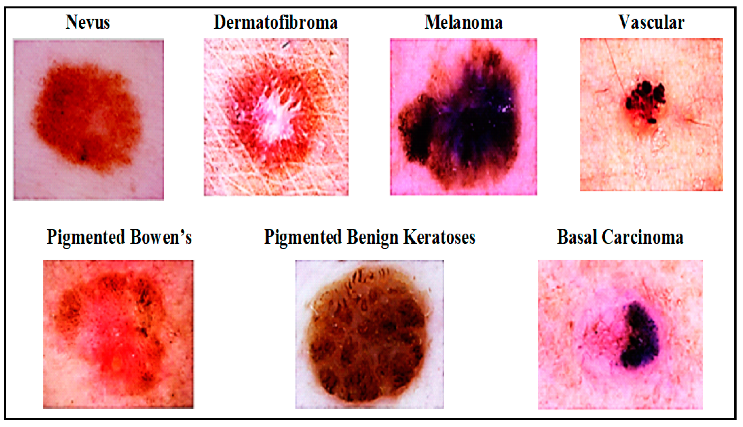 Nevus
Dermatofibroma
Melanoma
Vascular
Pigmented Bowen's
Pigmented Benign Keratoses
Basal Carcinoma